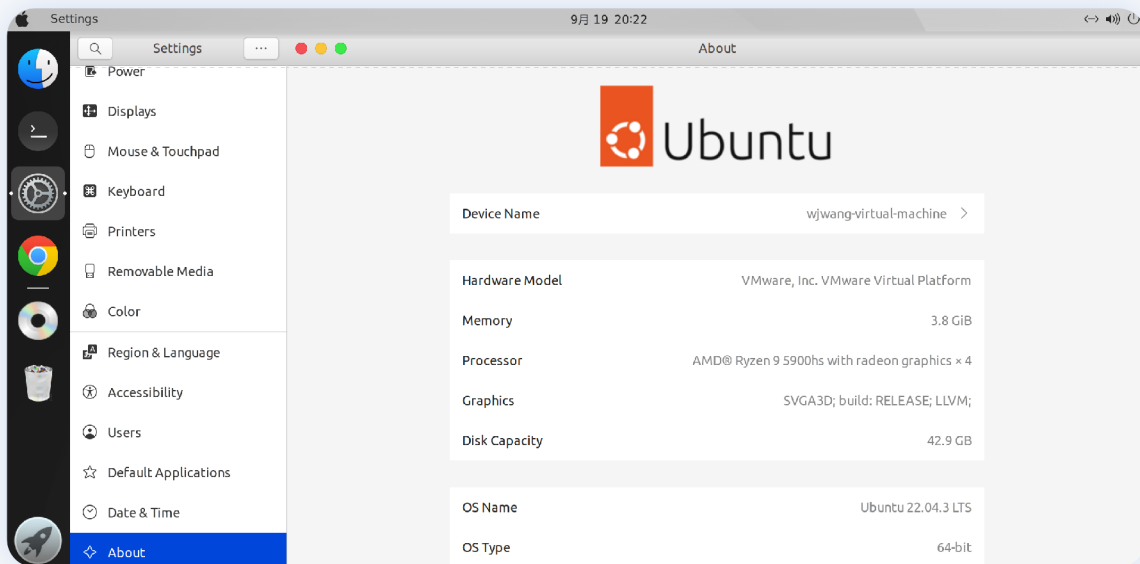 Settings
9月 19 20:22
Settings
...
About
Power
Displays
Mouse & Touchpad
Keyboard
Printers
Removable Media
Color
Region & Language
Accessibility
Users
Default Applications
Date & Time
About
Ubuntu
Device Name wjwang-virtual-machine
Hardware Model VMware, Inc. VMware Virtual Platform
Memory 3.8 GiB
Processor AMD® Ryzen 9 5900hs with radeon graphics × 4
Graphics SVGA3D; build: RELEASE; LLVM;
Disk Capacity 42.9 GB
OS Name Ubuntu 22.04.3 LTS
OS Type 64-bit